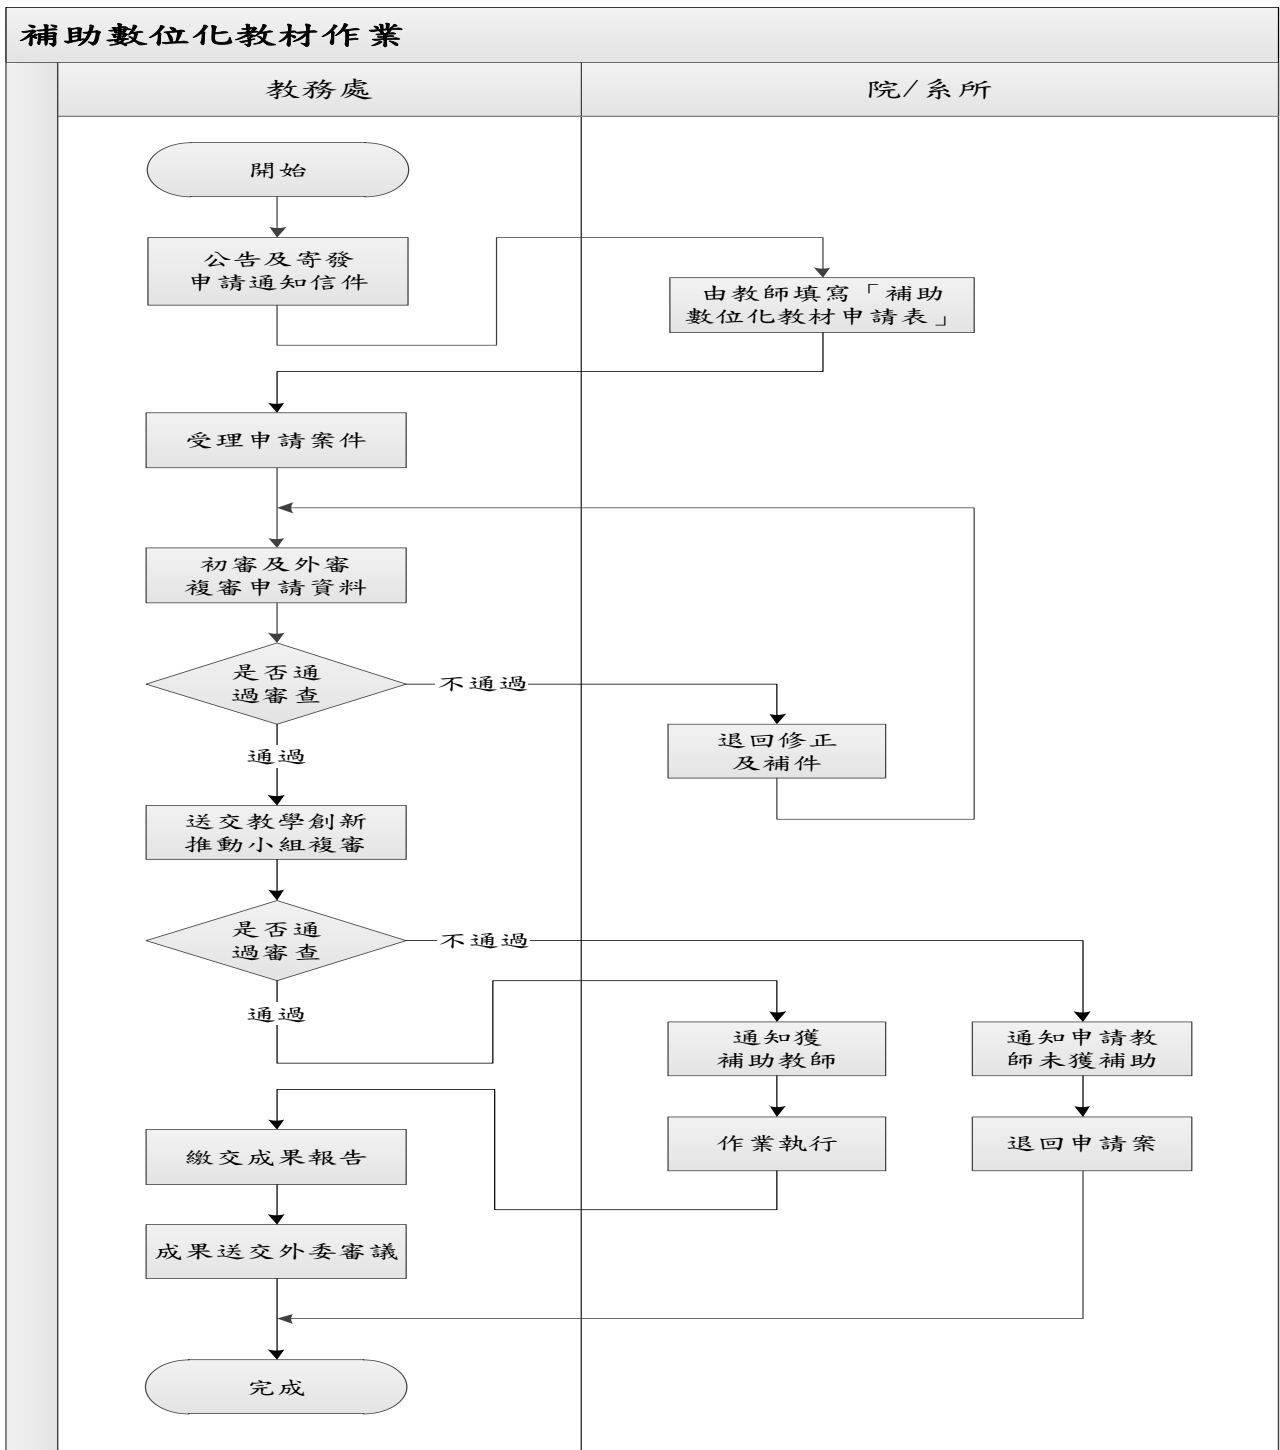 補助數位化教材作業
教務處
院/系所
開始
公告及寄發
申請通知信件
由教師填寫「補助
數位化教材申請表」
受理申請案件
初審及外審
複審申請資料
是否通
過審查
不通過
退回修正
及補件
通過
送交教學創新
推動小組複審
是否通
過審查
不通過
通過
通知獲
補助教師
通知申請教
師未獲補助
作業執行
退回申請案
繳交成果報告
成果送交外委審議
完成